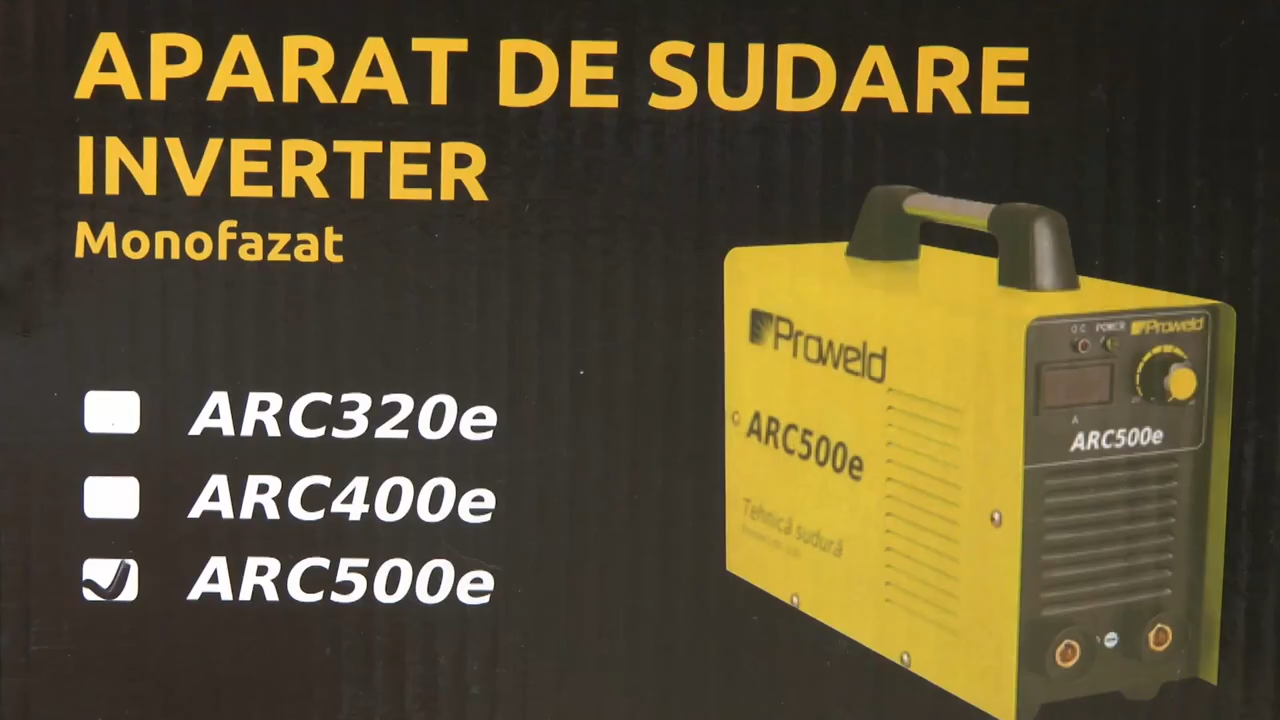 APARAT DE SUDARE
INVERTER
Monofazat
ARC320e
ARC400e
ARC500e
Proweld
ARC500e
Tehnică sudură
O C POWER Proweld
A
ARC500e